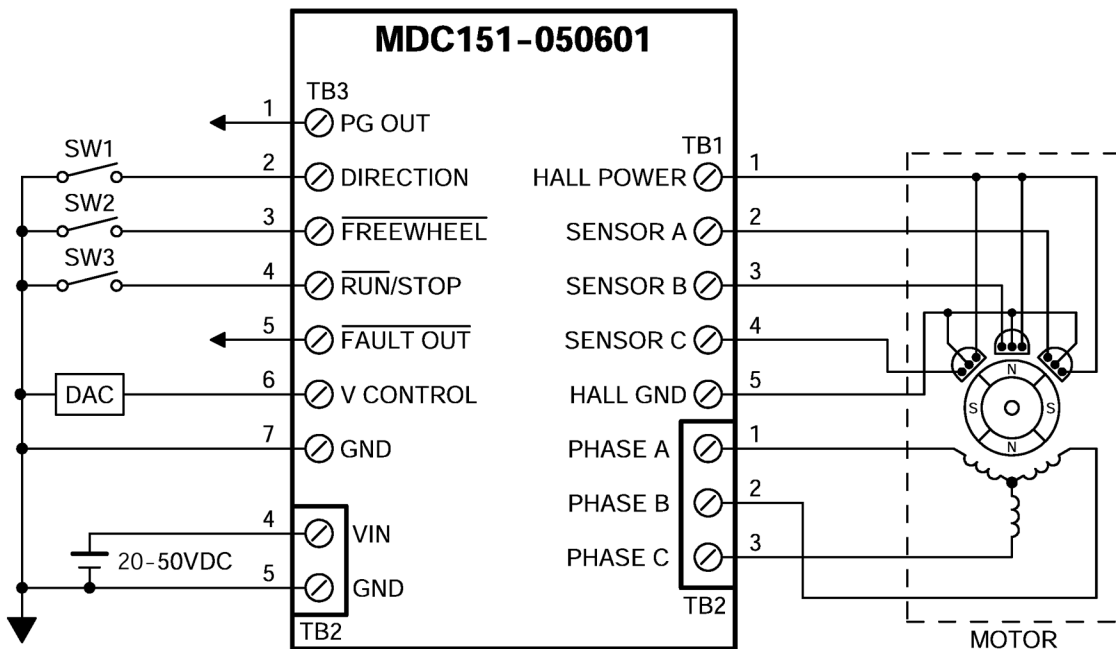 MDC151-050601
TB3
1 PG OUT
SW1
2 DIRECTION
SW2
3 FREEWHEEL
SW3
4 RUN/STOP
5 FAULT OUT
DAC
6 V CONTROL
7 GND
4 VIN
20-50VDC
5 GND
TB2
TB1
HALL POWER 1
SENSOR A 2
SENSOR B 3
SENSOR C 4
HALL GND 5
PHASE A 1
PHASE B 2
PHASE C 3
TB2
N
S S
N
MOTOR